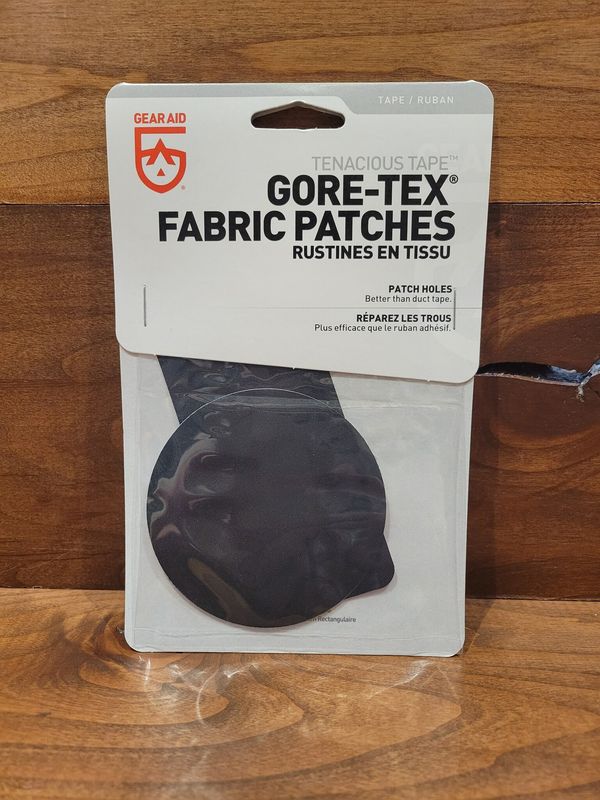 TAPE / RUBAN
GEAR AID
®
TENACIOUS TAPE™
GORE-TEX®
FABRIC PATCHES
RUSTINES EN TISSU
PATCH HOLES
Better than duct tape.
RÉPAREZ LES TROUS
Plus efficace que le ruban adhésif.
Rectangulaire